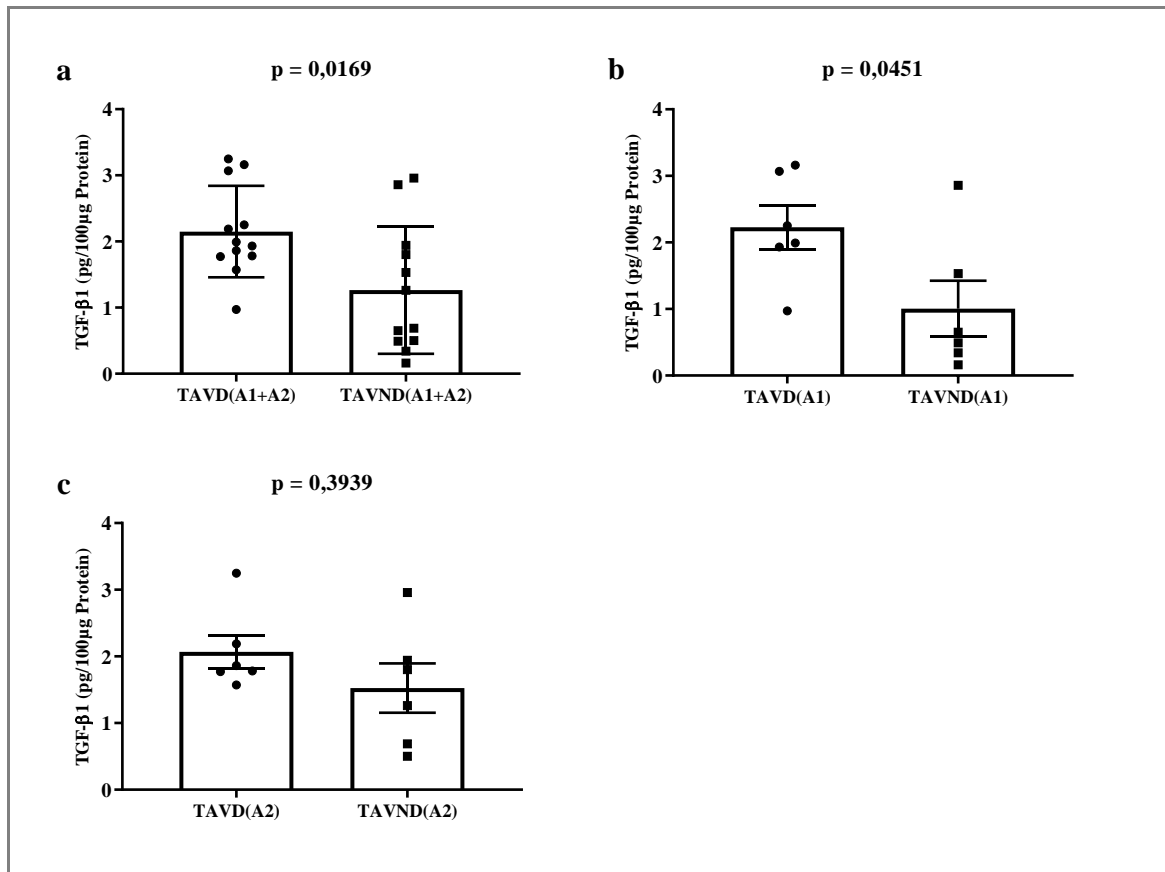 a
p = 0,0169
TGF-β1 (pg/100µg Protein)
4
3
2
1
0
TAVD(A1+A2)
TAVND(A1+A2)
b
p = 0,0451
TGF-β1 (pg/100µg Protein)
4
3
2
1
0
TAVD(A1)
TAVND(A1)
c
p = 0,3939
TGF-β1 (pg/100µg Protein)
4
3
2
1
0
TAVD(A2)
TAVND(A2)